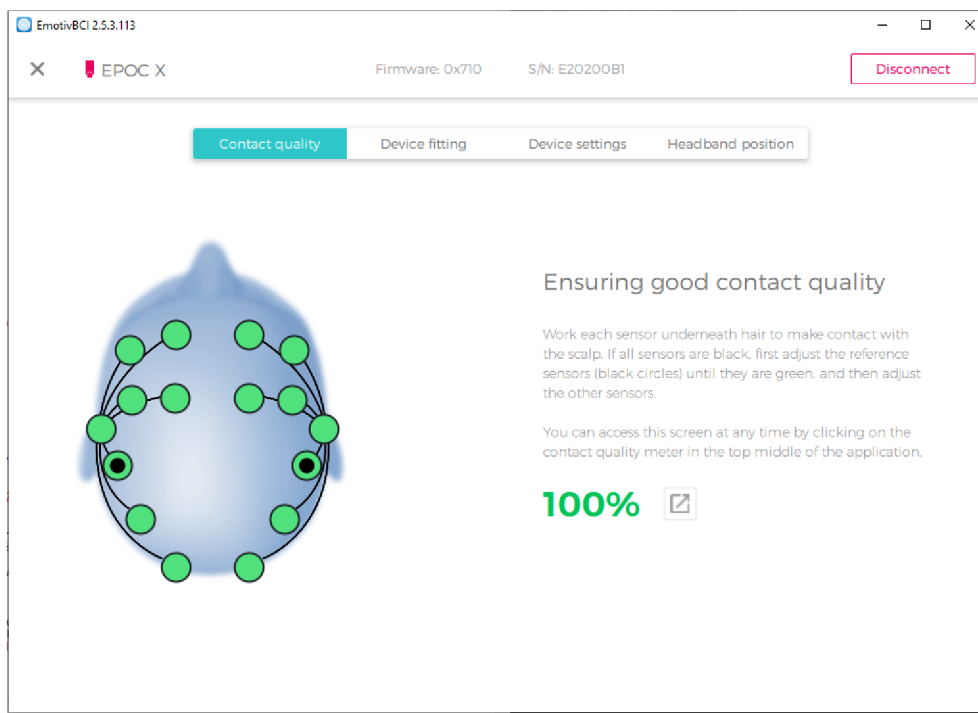 EmotivBCI 2.5.3.113
EPOC X
Firmware: 0x710
S/N: E20200B1
Disconnect
Contact quality
Device fitting
Device settings
Headband position
Ensuring good contact quality
Work each sensor underneath hair to make contact with
the scalp. If all sensors are black, first adjust the reference
sensors (black circles) until they are green, and then adjust
the other sensors.
You can access this screen at any time by clicking on the
contact quality meter in the top middle of the application.
100%